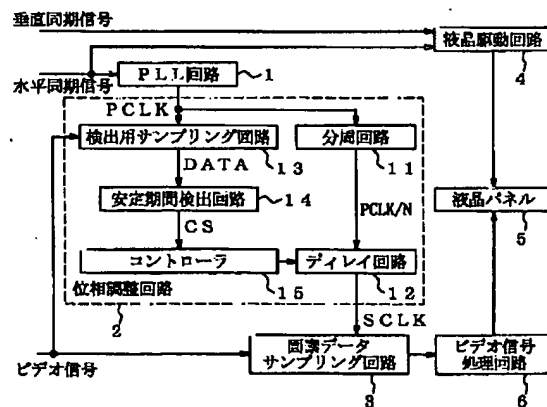 垂直同期信号
液晶駆動回路
4
水平同期信号
PLL回路
1
PCLK
検出用サンプリング回路
13
分周回路
11
DATA
安定期間検出回路
14
PCLK/N
液晶パネル
5
CS
コントローラ
15
ディレイ回路
12
位相調整回路
2
SCLK
ビデオ信号
画素データ
サンプリング回路
3
ビデオ信号
処理回路
6